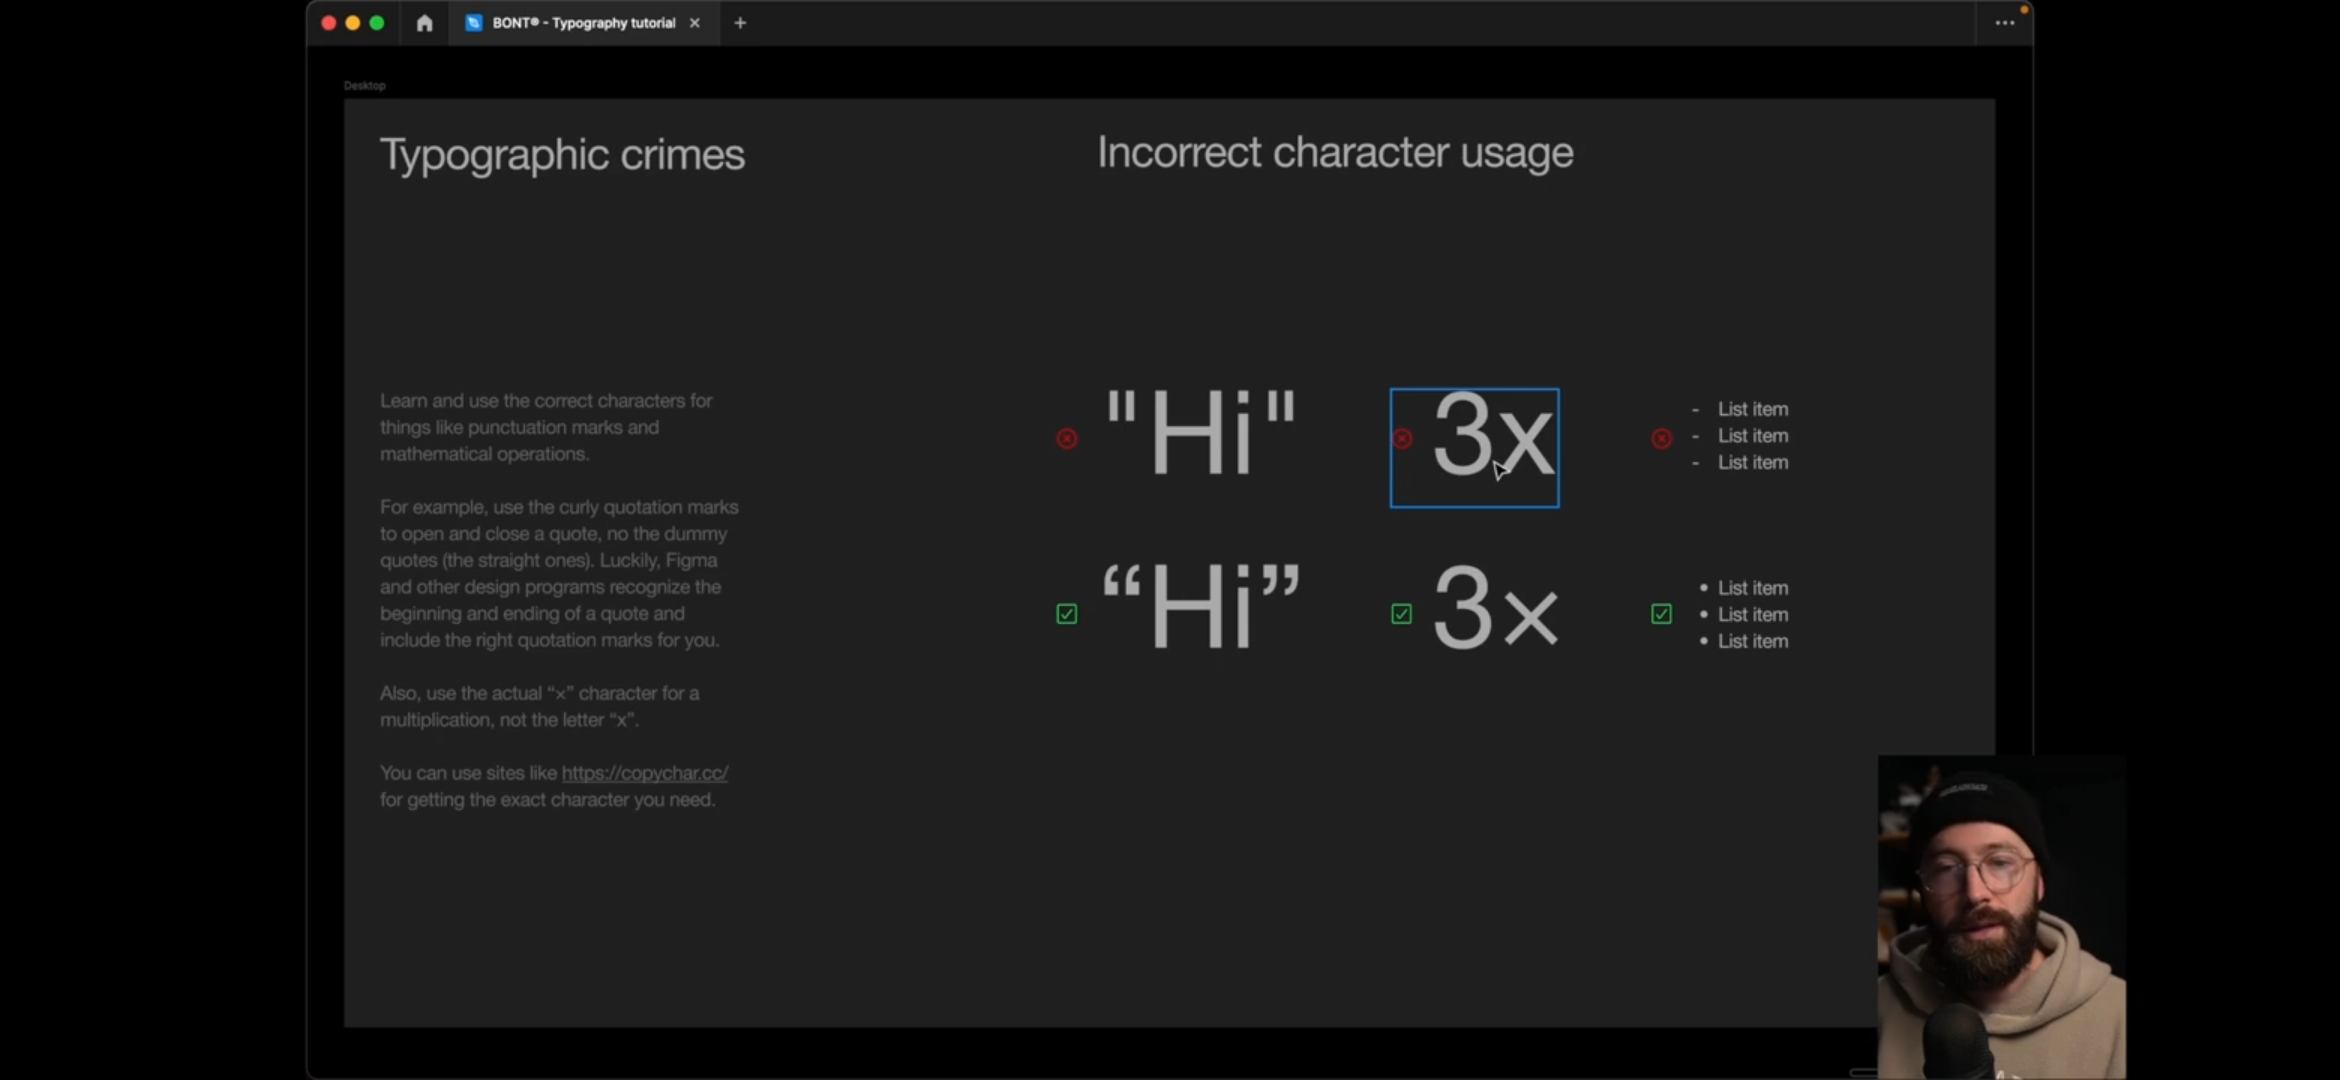 BONT® - Typography tutorial
Desktop
Typographic crimes
Incorrect character usage
Learn and use the correct characters for
things like punctuation marks and
mathematical operations.
For example, use the curly quotation marks
to open and close a quote, no the dummy
quotes (the straight ones). Luckily, Figma
and other design programs recognize the
beginning and ending of a quote and
include the right quotation marks for you.
Also, use the actual “×” character for a
multiplication, not the letter “x”.
You can use sites like https://copychar.cc/
for getting the exact character you need.
"Hi"
3x
- List item
- List item
- List item
“Hi”
3×
• List item
• List item
• List item